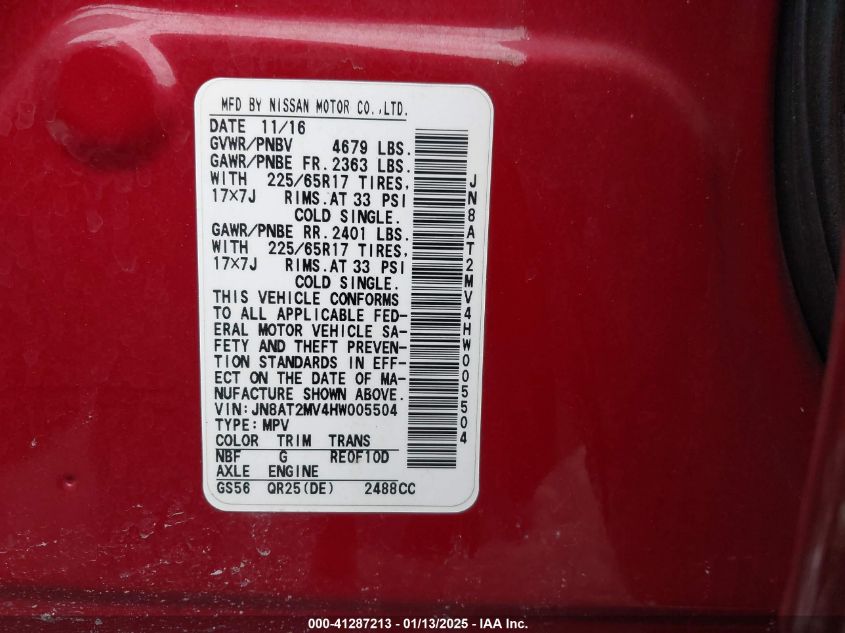 MFD BY NISSAN MOTOR CO.,LTD.
DATE 11/16
GVWR/PNBV 4679 LBS.
GAWR/PNBE FR. 2363 LBS.
WITH 225/65R17 TIRES,
17×7J RIMS.AT 33 PSI
COLD SINGLE.
GAWR/PNBE RR. 2401 LBS.
WITH 225/65R17 TIRES,
17×7J RIMS.AT 33 PSI
COLD SINGLE.
THIS VEHICLE CONFORMS
TO ALL APPLICABLE FED-
ERAL MOTOR VEHICLE SA-
FETY AND THEFT PREVEN-
TION STANDARDS IN EFF-
ECT ON THE DATE OF MA-
NUFACTURE SHOWN ABOVE.
VIN:JN8AT2MV4HW005504
TYPE:MPV
COLOR TRIM TRANS
NBF G RE0F10D
AXLE ENGINE
GS56 QR25(DE) 2488CC
JN8AT2MV4HW005504
000-41287213 - 01/13/2025 - IAA, Inc.